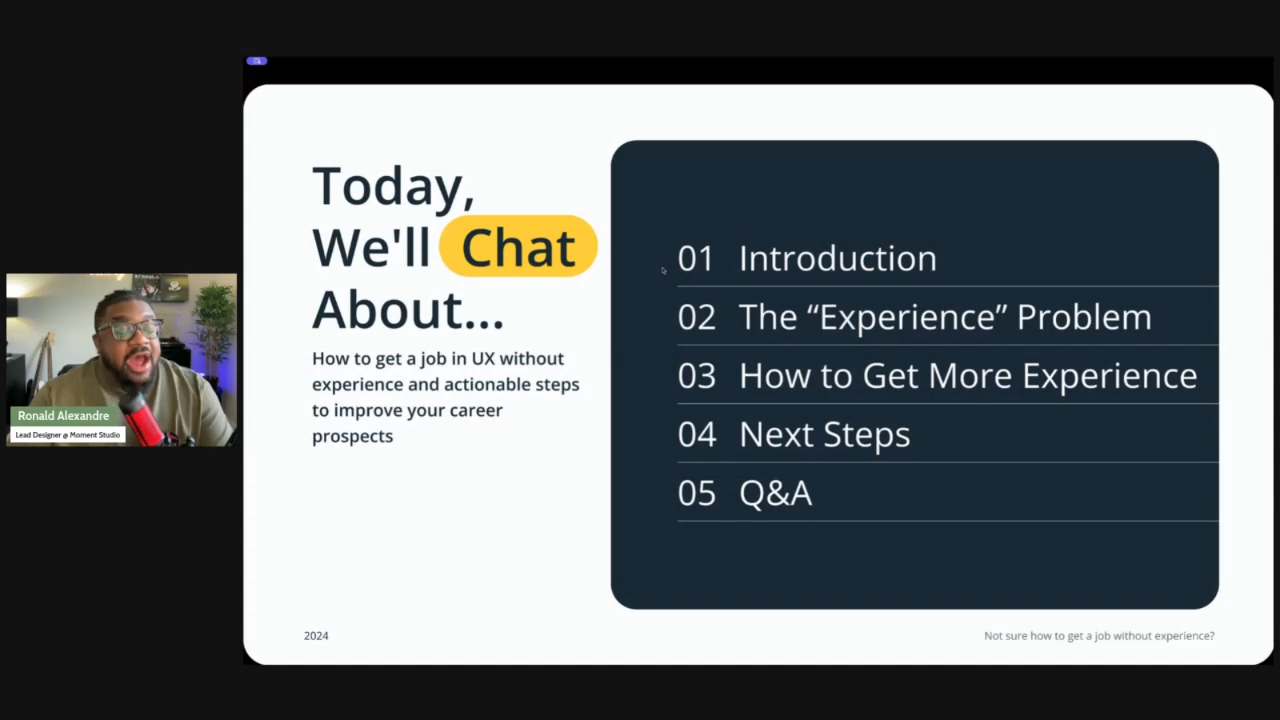 Today,
We'll Chat
About...
How to get a job in UX without
experience and actionable steps
to improve your career
prospects
01 Introduction
02 The “Experience” Problem
03 How to Get More Experience
04 Next Steps
05 Q&A
Ronald Alexandre
Lead Designer @ Moment Studio
2024
Not sure how to get a job without experience?